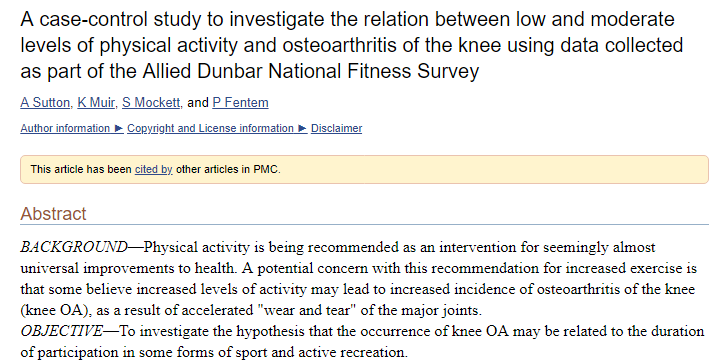 A case-control study to investigate the relation between low and moderate
levels of physical activity and osteoarthritis of the knee using data collected
as part of the Allied Dunbar National Fitness Survey
A Sutton, K Muir, S Mockett, and P Fentem
Author information ► Copyright and License information ► Disclaimer
This article has been cited by other articles in PMC.
Abstract
BACKGROUND—Physical activity is being recommended as an intervention for seemingly almost
universal improvements to health. A potential concern with this recommendation for increased exercise is
that some believe increased levels of activity may lead to increased incidence of osteoarthritis of the knee
(knee OA), as a result of accelerated "wear and tear" of the major joints.
OBJECTIVE—To investigate the hypothesis that the occurrence of knee OA may be related to the duration
of participation in some forms of sport and active recreation.